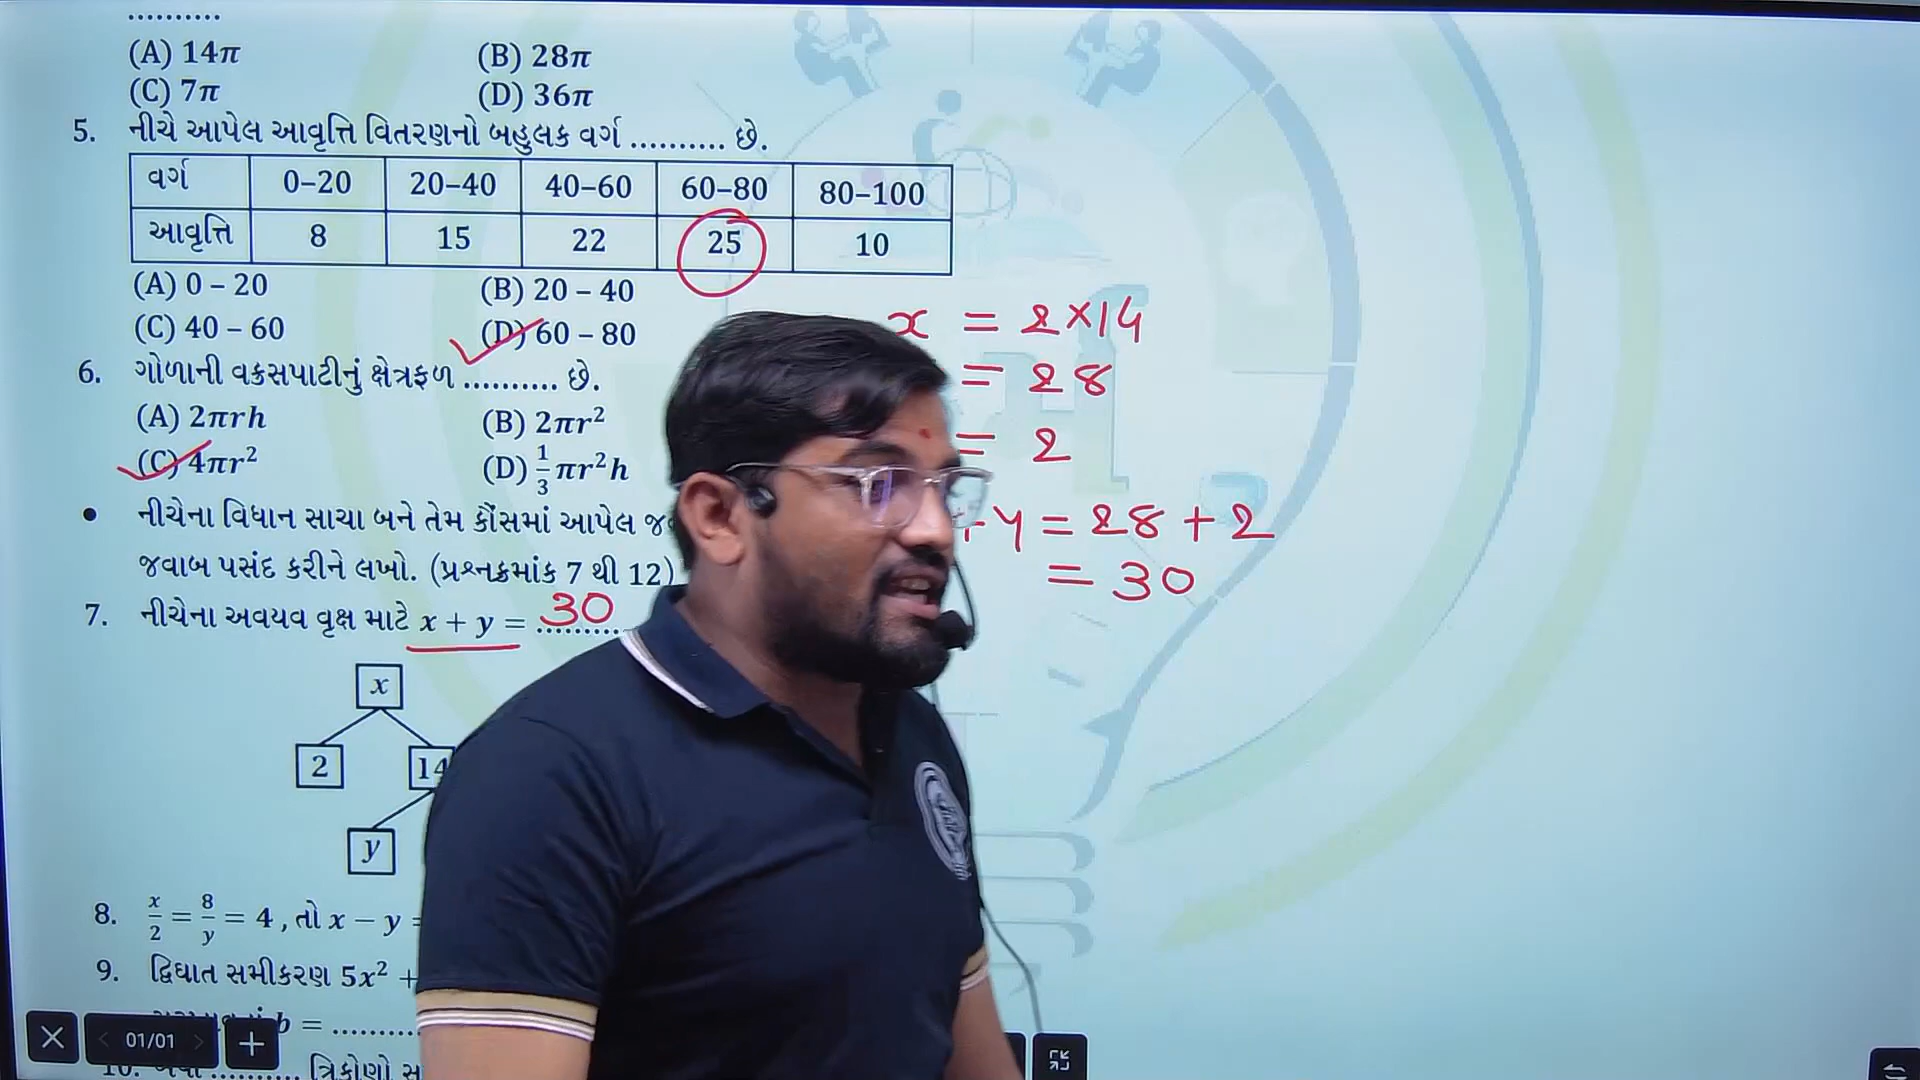 ..........
(A) 14π (B) 28π
(C) 7π (D) 36π
5. નીચે આપેલ આવૃત્તિ વિતરણનો બહુલક વર્ગ .......... છે.
વર્ગ 0–20 20–40 40–60 60–80 80–100
આવૃત્તિ 8 15 22 25 10
(A) 0 – 20 (B) 20 – 40
(C) 40 – 60 (D) 60 – 80
x = 2×14
= 28
6. ગોળાની વક્રસપાટીનું ક્ષેત્રફળ .......... છે.
(A) 2πrh (B) 2πr²
= 2
(C) 4πr² (D) 1/3 πr²h
+ y = 28 + 2
= 30
• નીચેના વિધાન સાચા બને તેમ કૌંસમાં આપેલ
જવાબ પસંદ કરીને લખો. (પ્રશ્નક્રમાંક 7 થી 12)
7. નીચેના અવયવ વૃક્ષ માટે x + y = 30 ..........
x
2 14
y
8. x/2 = 8/y = 4 , તો x − y =
9. દ્વિઘાત સમીકરણ 5x² +
b = ..........
01/01
10. .......... ત્રિકોણો